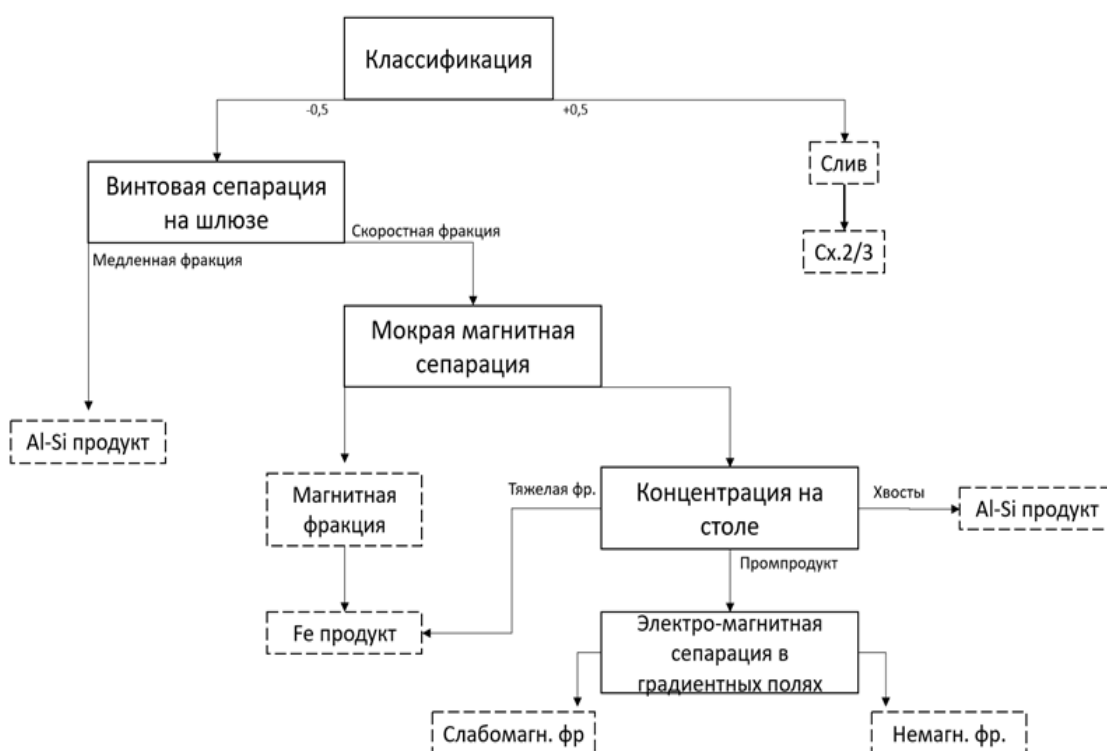 Классификация
-0,5
+0,5
Слив
Винтовая сепарация
на шлюзе
Скоростная фракция
Сх.2/3
Медленная фракция
Мокрая магнитная
сепарация
Al-Si продукт
Магнитная
фракция
Тяжелая фр.
Концентрация на
столе
Хвосты
Al-Si продукт
Промпродукт
Fe продукт
Электро-магнитная
сепарация в
градиентных полях
Слабомагн. фр
Немагн. фр.